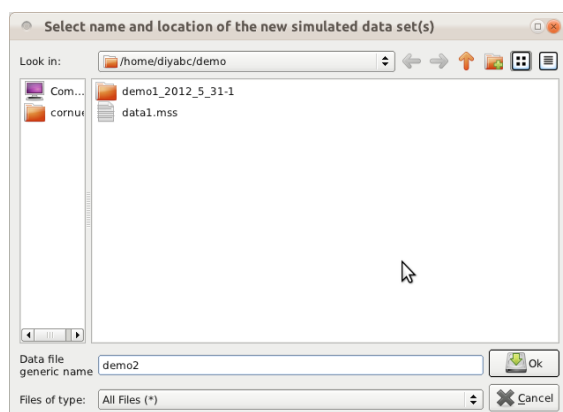 Select name and location of the new simulated data set(s)
Look in: /home/diyabc/demo
Com... demo1_2012_5_31-1
cornue data1.mss
Data file
generic name demo2 Ok
Files of type: All Files (*) Cancel